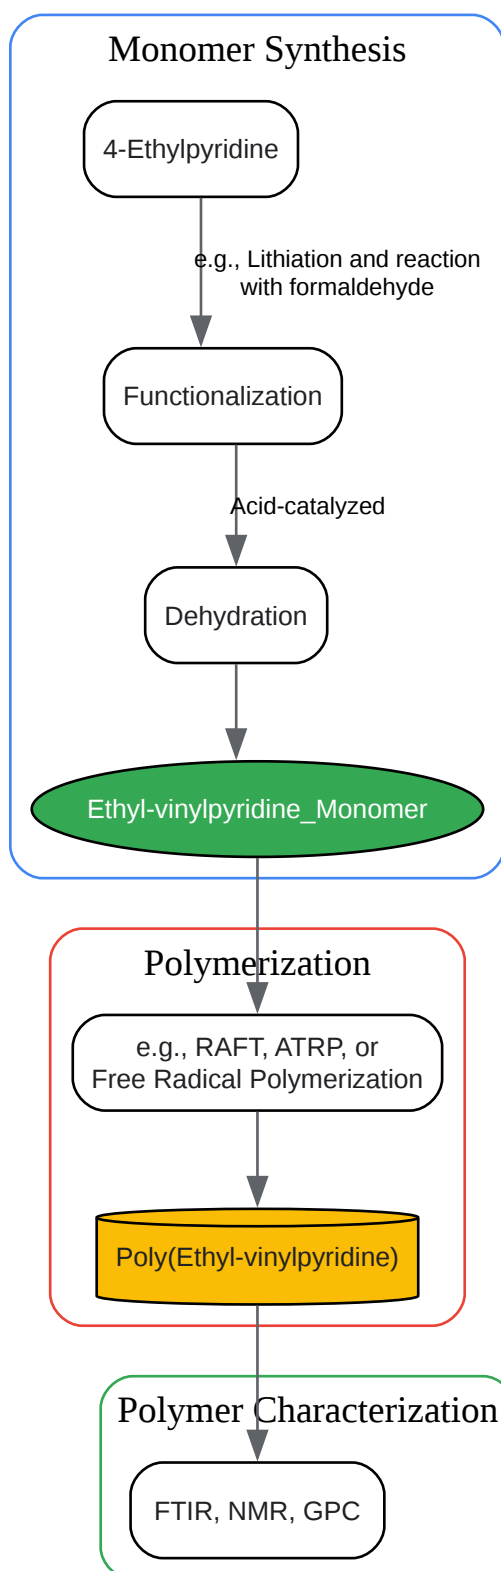 Monomer Synthesis
4-Ethylpyridine
e.g., Lithiation and reaction
with formaldehyde
Functionalization
Acid-catalyzed
Dehydration
Ethyl-vinylpyridine_Monomer
Polymerization
e.g., RAFT, ATRP, or
Free Radical Polymerization
Poly(Ethyl-vinylpyridine)
Polymer Characterization
FTIR, NMR, GPC